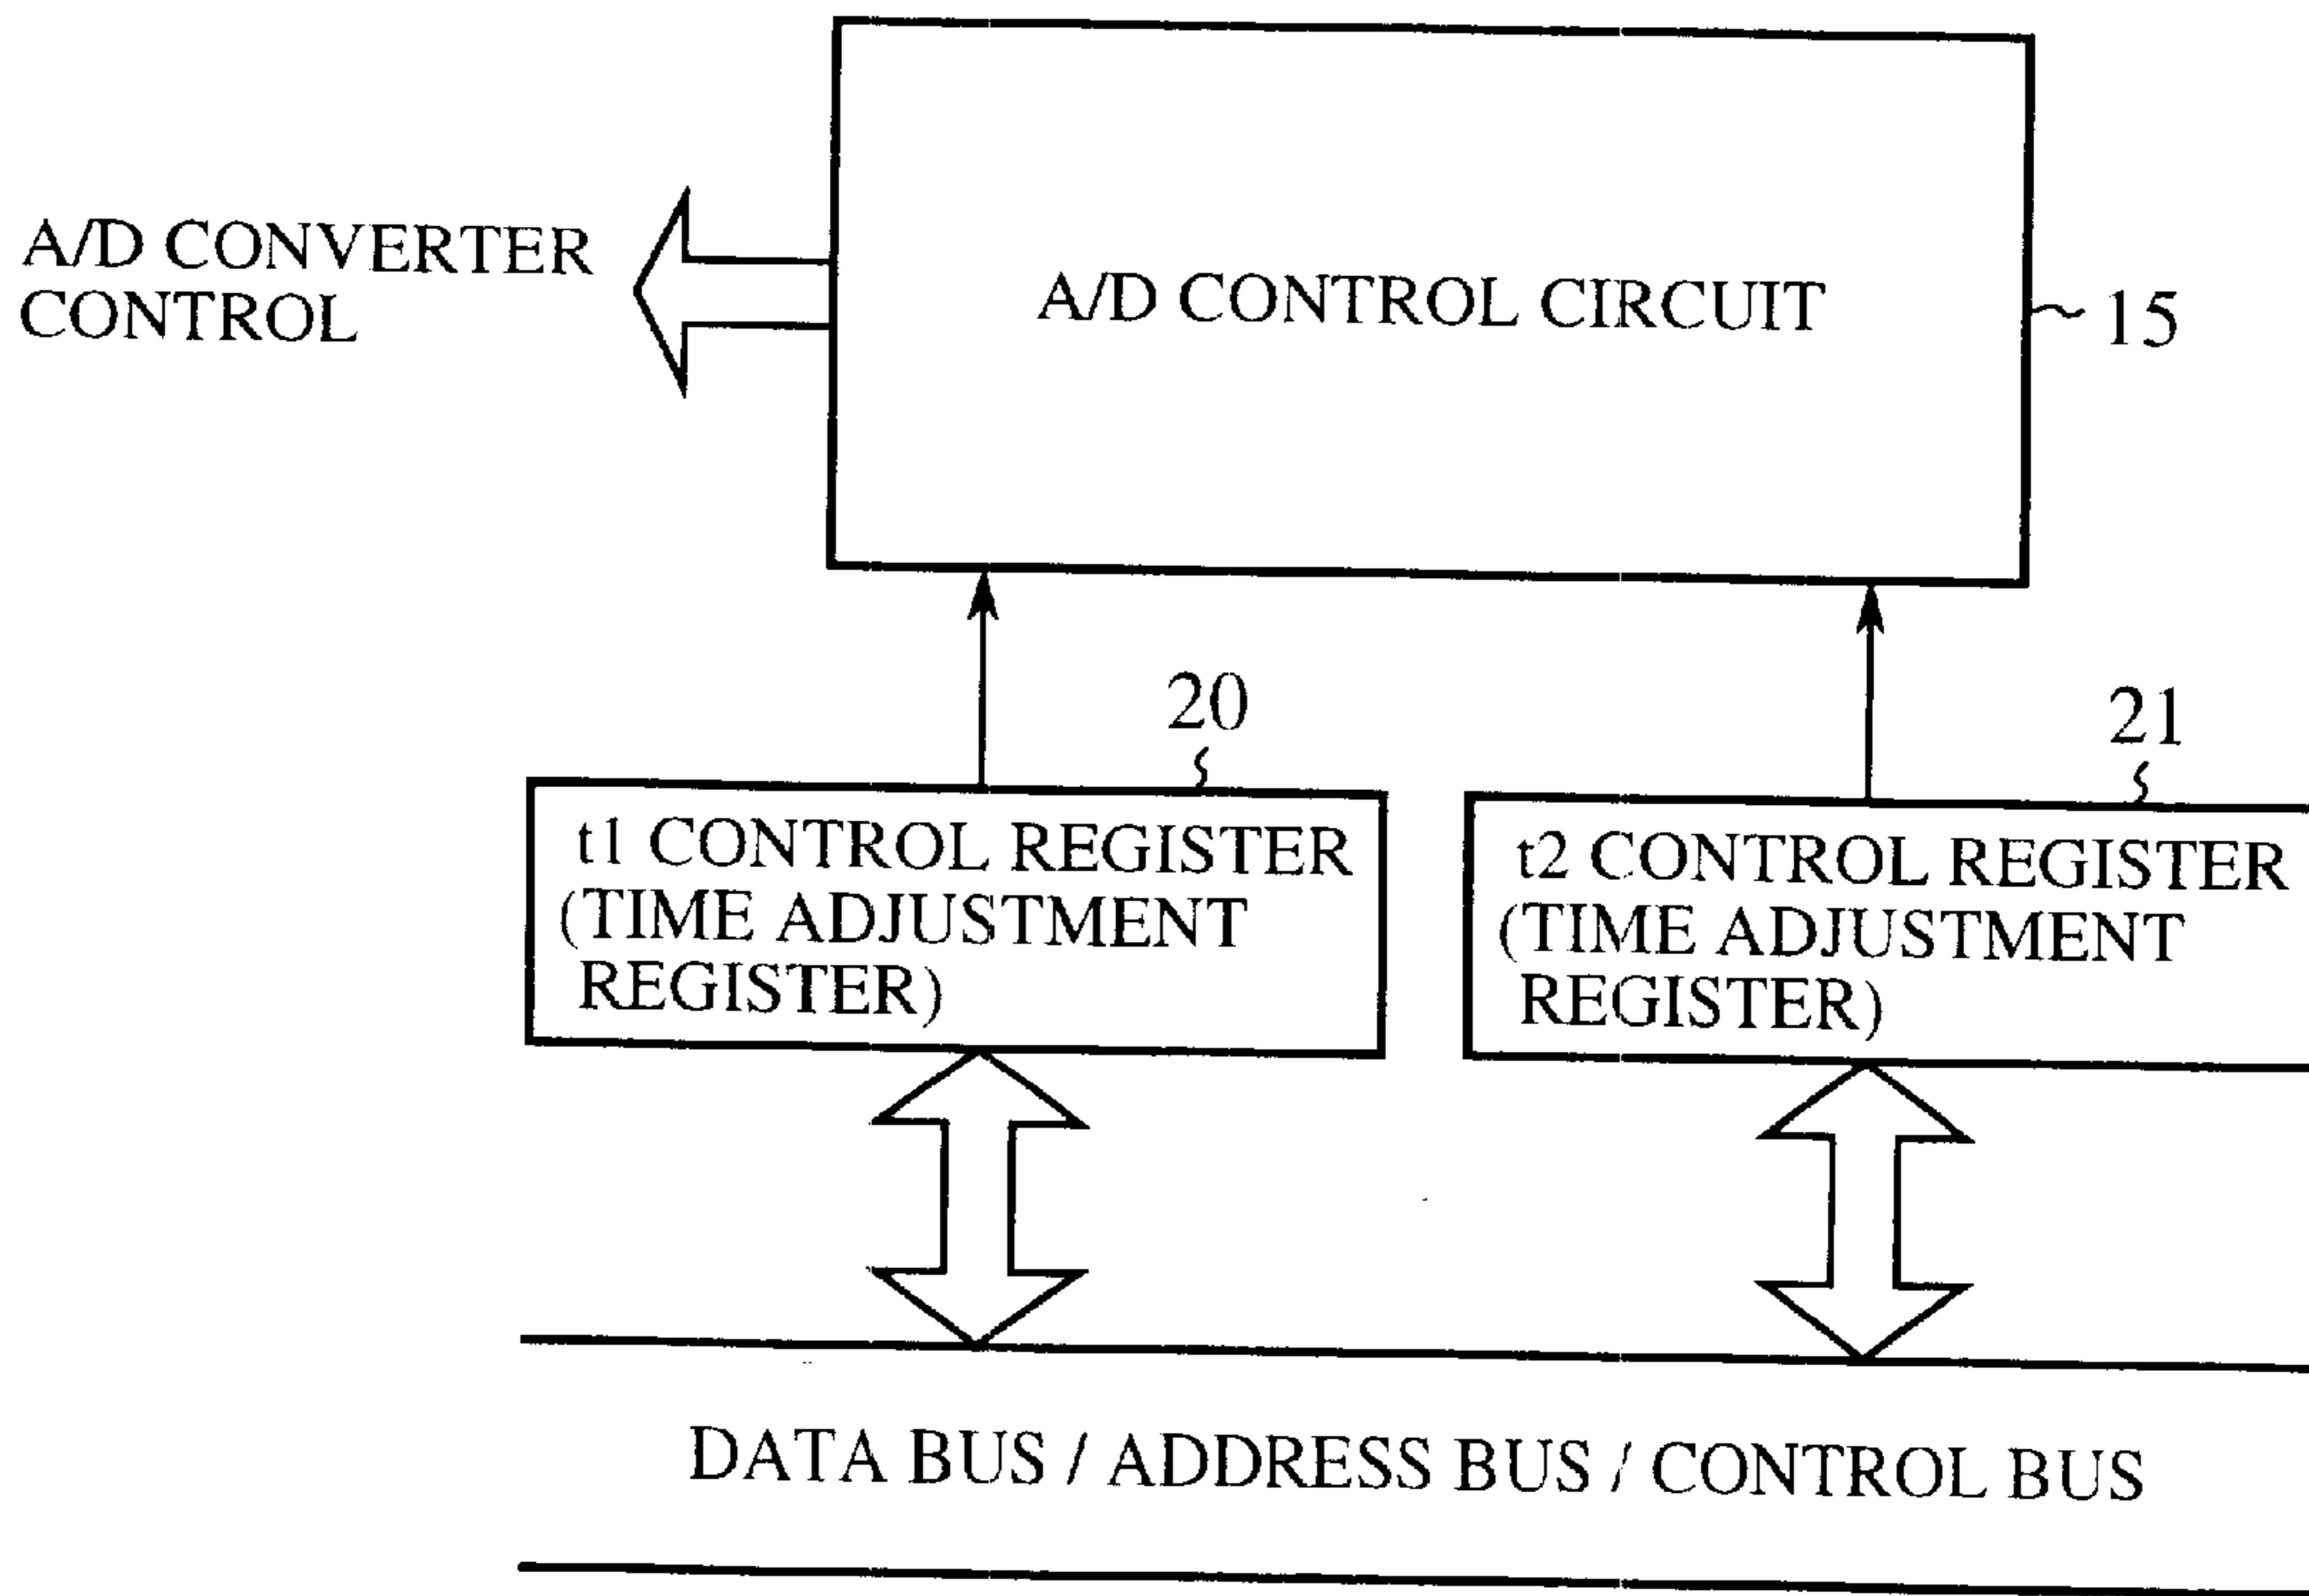 A/D CONVERTER
CONTROL
A/D CONTROL CIRCUIT
15
20
21
t1 CONTROL REGISTER
(TIME ADJUSTMENT
REGISTER)
t2 CONTROL REGISTER
(TIME ADJUSTMENT
REGISTER)
DATA BUS / ADDRESS BUS / CONTROL BUS